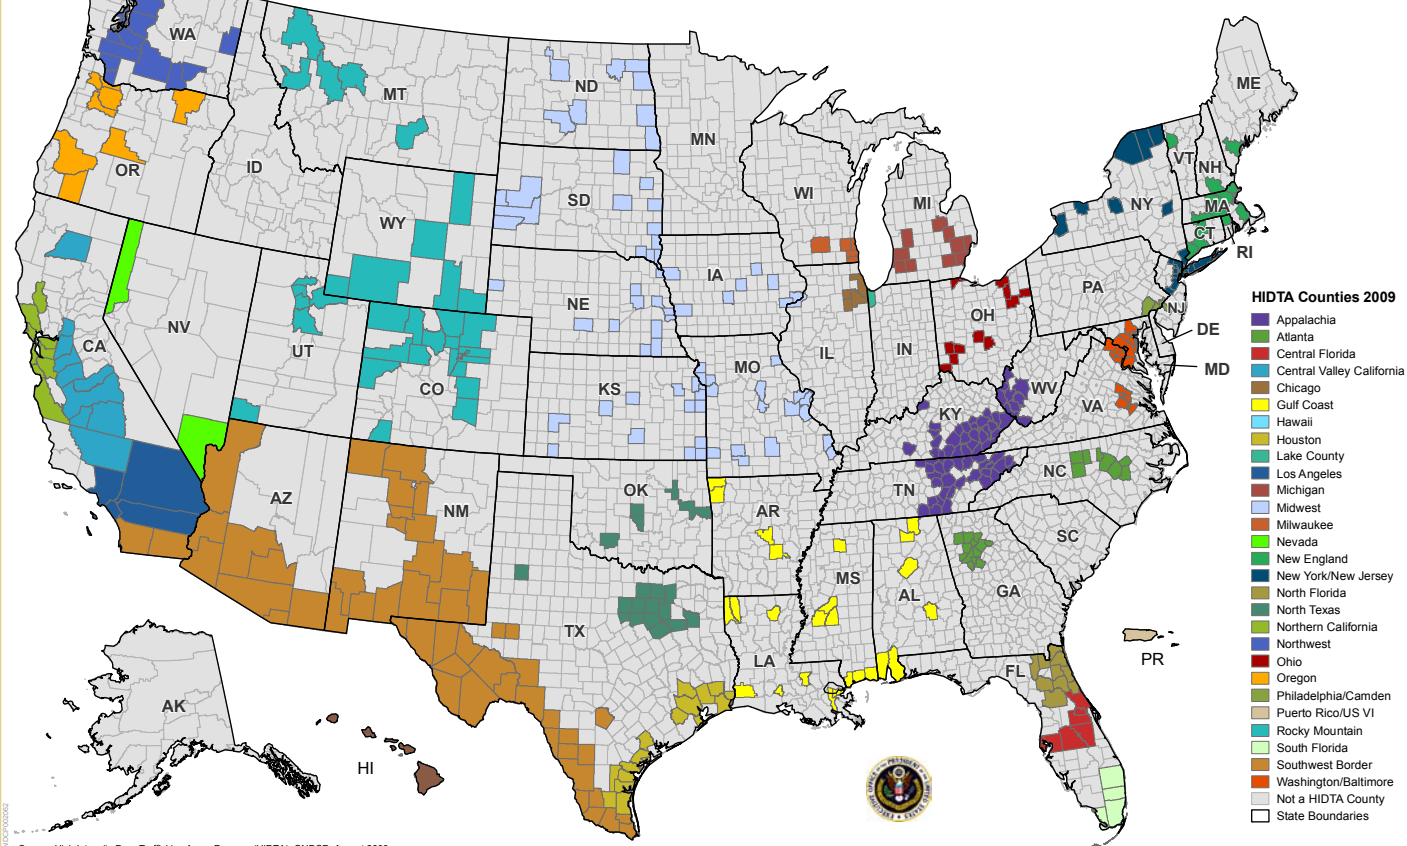 WA
MT
ND
MN
ME
OR
ID
WY
SD
WI
MI
VT
NH
NY
MA
CT
RI
NE
IA
PA
NJ
NV
UT
CO
CA
KS
MO
IL
IN
OH
WV
VA
KY
DE
MD
AZ
NM
OK
AR
TN
NC
SC
MS
AL
GA
TX
LA
FL
AK
HI
PR
HIDTA Counties 2009
Appalachia
Atlanta
Central Florida
Central Valley California
Chicago
Gulf Coast
Hawaii
Houston
Lake County
Los Angeles
Michigan
Midwest
Milwaukee
Nevada
New England
New York/New Jersey
North Florida
North Texas
Northern California
Northwest
Ohio
Oregon
Philadelphia/Camden
Puerto Rico/US VI
Rocky Mountain
South Florida
Southwest Border
Washington/Baltimore
Not a HIDTA County
State Boundaries